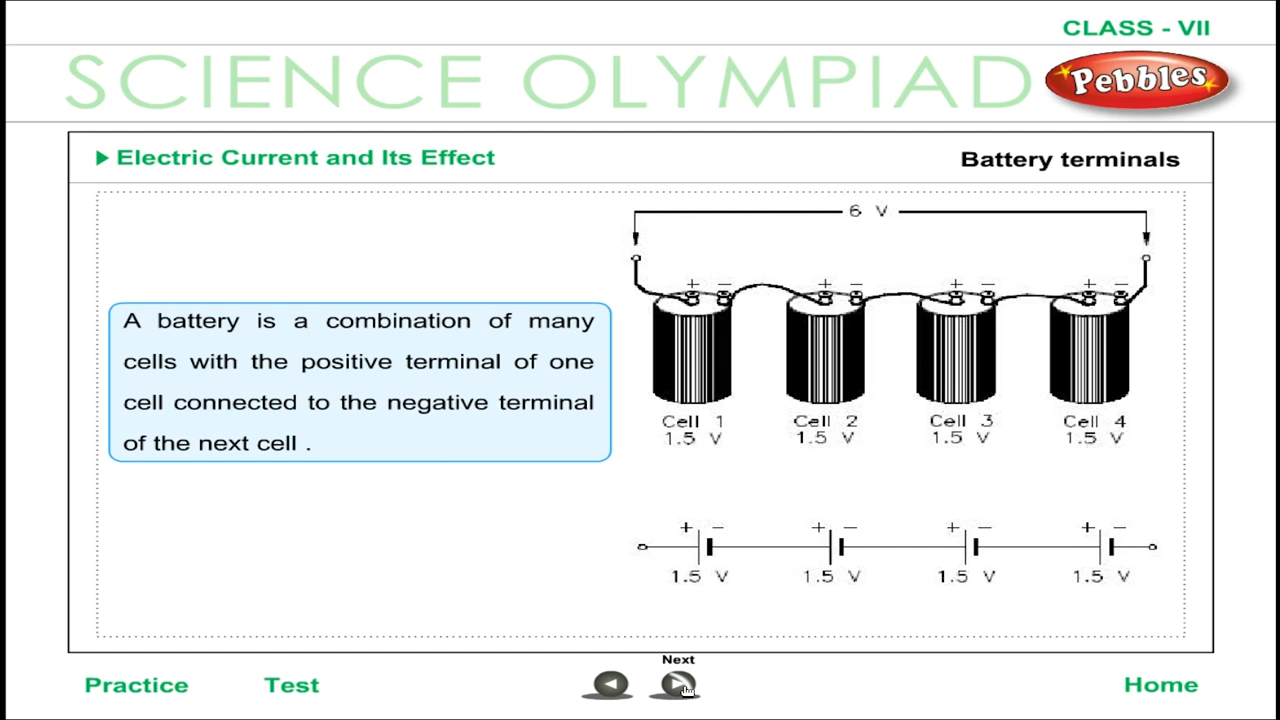 CLASS - VII
SCIENCE OLYMPIAD
Pebbles
Electric Current and Its Effect
Battery terminals
6 V
A battery is a combination of many
cells with the positive terminal of one
cell connected to the negative terminal
of the next cell .
+ − + − + − + −
Cell 1 Cell 2 Cell 3 Cell 4
1.5 V 1.5 V 1.5 V 1.5 V
+ − + − + − + −
1.5 V 1.5 V 1.5 V 1.5 V
Next
Practice Test Home